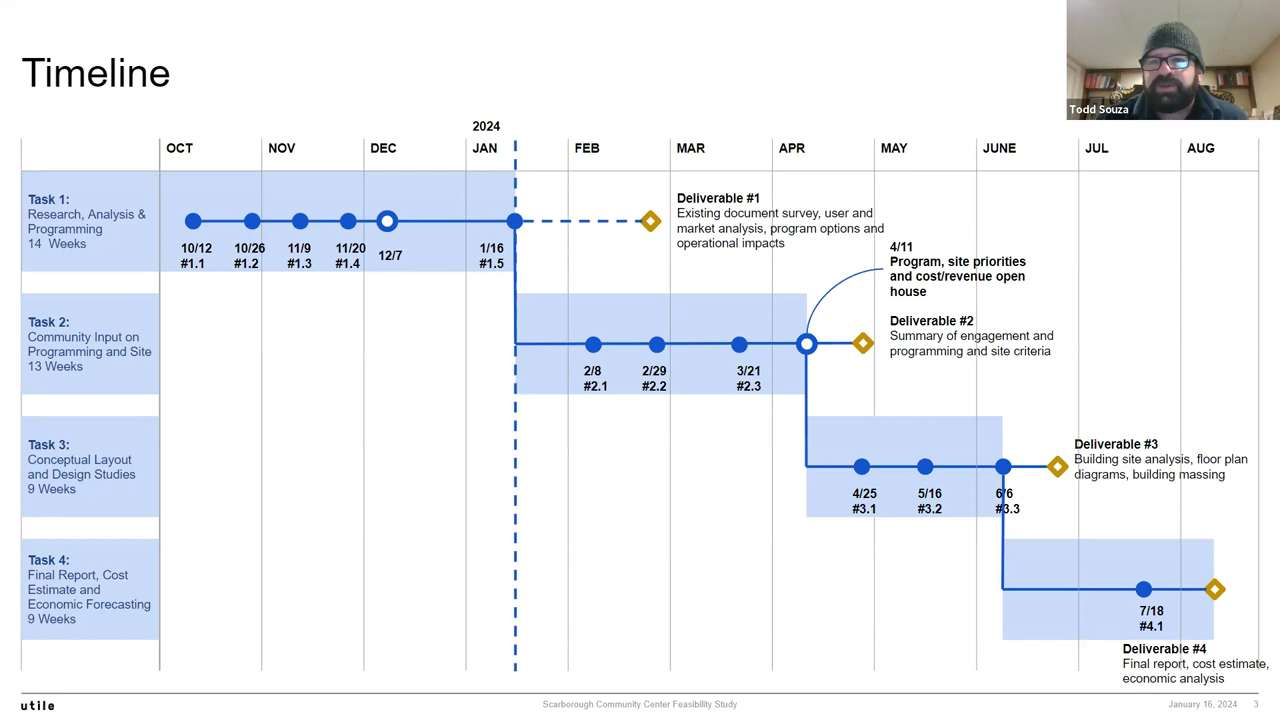 Timeline
Todd Souza
2024
OCT NOV DEC JAN FEB MAR APR MAY JUNE JUL AUG
Task 1:
Research, Analysis &
Programming
14 Weeks
10/12
#1.1
10/26
#1.2
11/9
#1.3
11/20
#1.4
12/7
1/16
#1.5
Deliverable #1
Existing document survey, user and
market analysis, program options and
operational impacts
4/11
Program, site priorities
and cost/revenue open
house
Task 2:
Community Input on
Programming and Site
13 Weeks
2/8
#2.1
2/29
#2.2
3/21
#2.3
Deliverable #2
Summary of engagement and
programming and site criteria
Task 3:
Conceptual Layout
and Design Studies
9 Weeks
4/25
#3.1
5/16
#3.2
6/6
#3.3
Deliverable #3
Building site analysis, floor plan
diagrams, building massing
Task 4:
Final Report, Cost
Estimate and
Economic Forecasting
9 Weeks
7/18
#4.1
Deliverable #4
Final report, cost estimate,
economic analysis
utile
Scarborough Community Center Feasibility Study
January 16, 2024 3